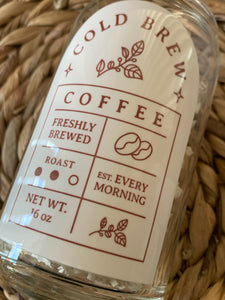 COLD BREW
COFFEE
FRESHLY
BREWED
ROAST
EST. EVERY
MORNING
NET WT.
16 oz